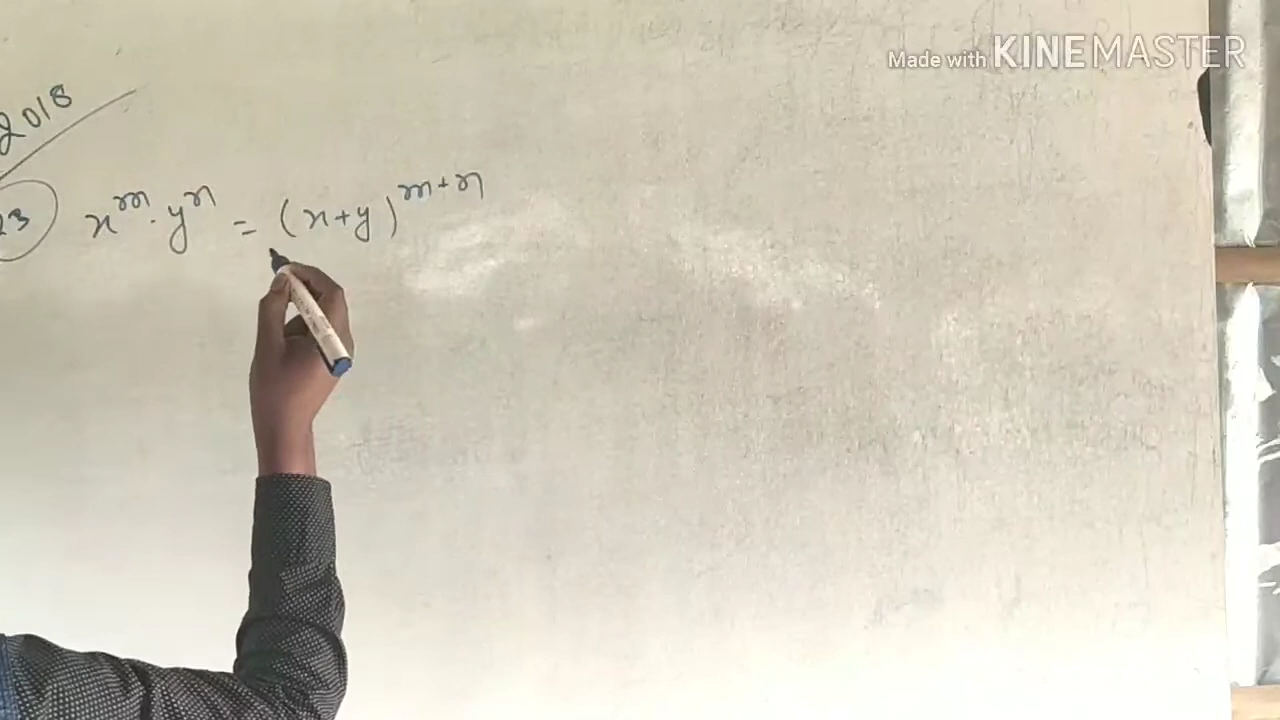 Made with KINEMASTER
2018
23 x^m . y^n = (x+y)^{m+n}